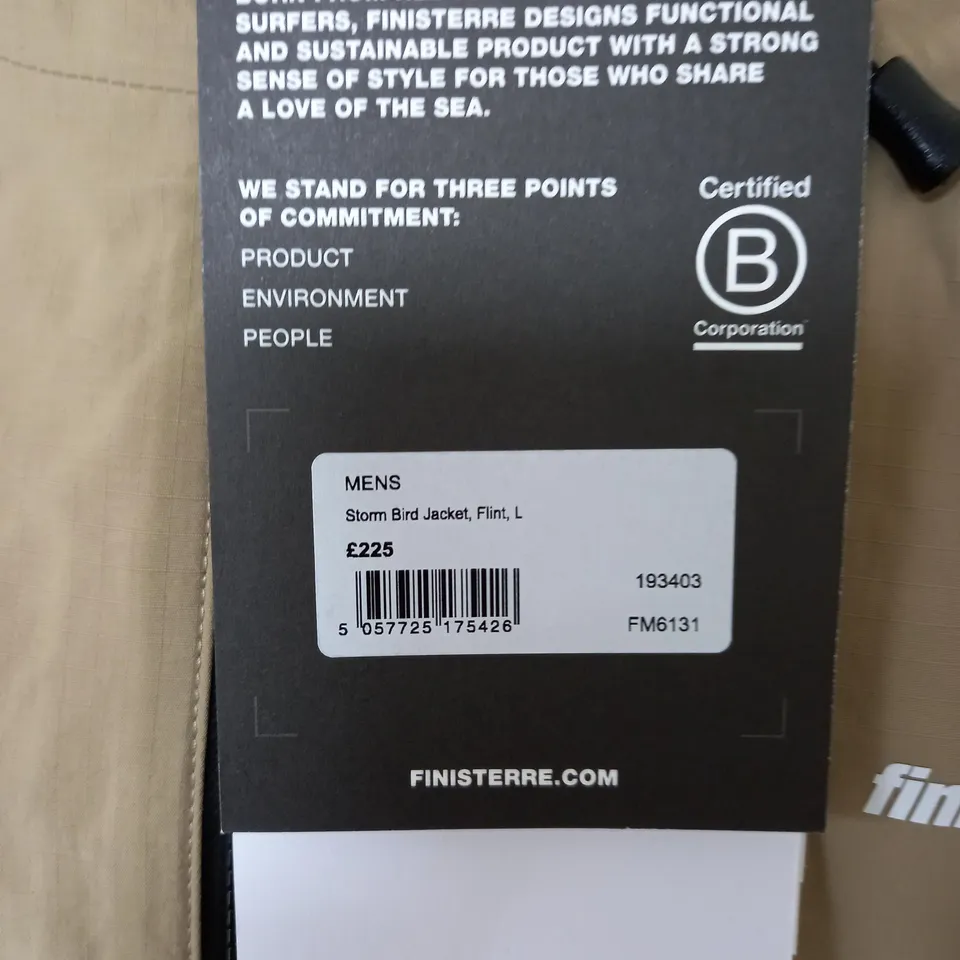 SURFERS, FINISTERRE DESIGNS FUNCTIONAL
AND SUSTAINABLE PRODUCT WITH A STRONG
SENSE OF STYLE FOR THOSE WHO SHARE
A LOVE OF THE SEA.
WE STAND FOR THREE POINTS
OF COMMITMENT:
PRODUCT
ENVIRONMENT
PEOPLE
Certified
B
Corporation
MENS
Storm Bird Jacket, Flint, L
£225
193403
5 057725 175426
FM6131
FINISTERRE.COM
fin